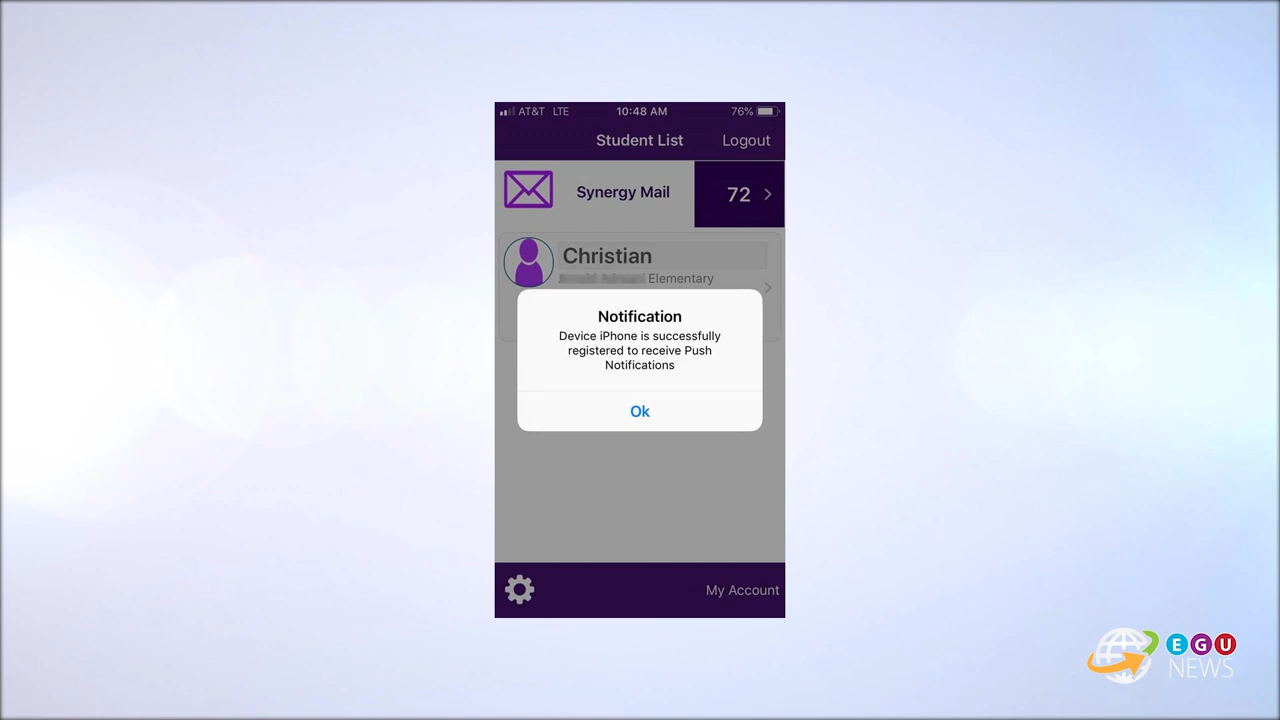 AT&T LTE 10:48 AM 76%
Student List Logout
Synergy Mail 72
Christian
Elementary
Notification
Device iPhone is successfully
registered to receive Push
Notifications
Ok
My Account
EGU
NEWS